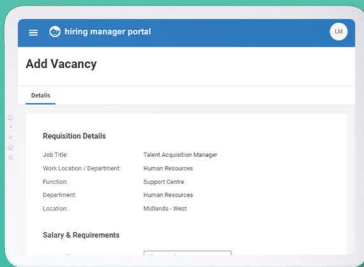 hiring manager portal
LM
Add Vacancy
Details
Requisition Details
Job Title: Talent Acquisition Manager
Work Location / Department: Human Resources
Function: Support Centre
Department: Human Resources
Location: Midlands - West
Salary & Requirements